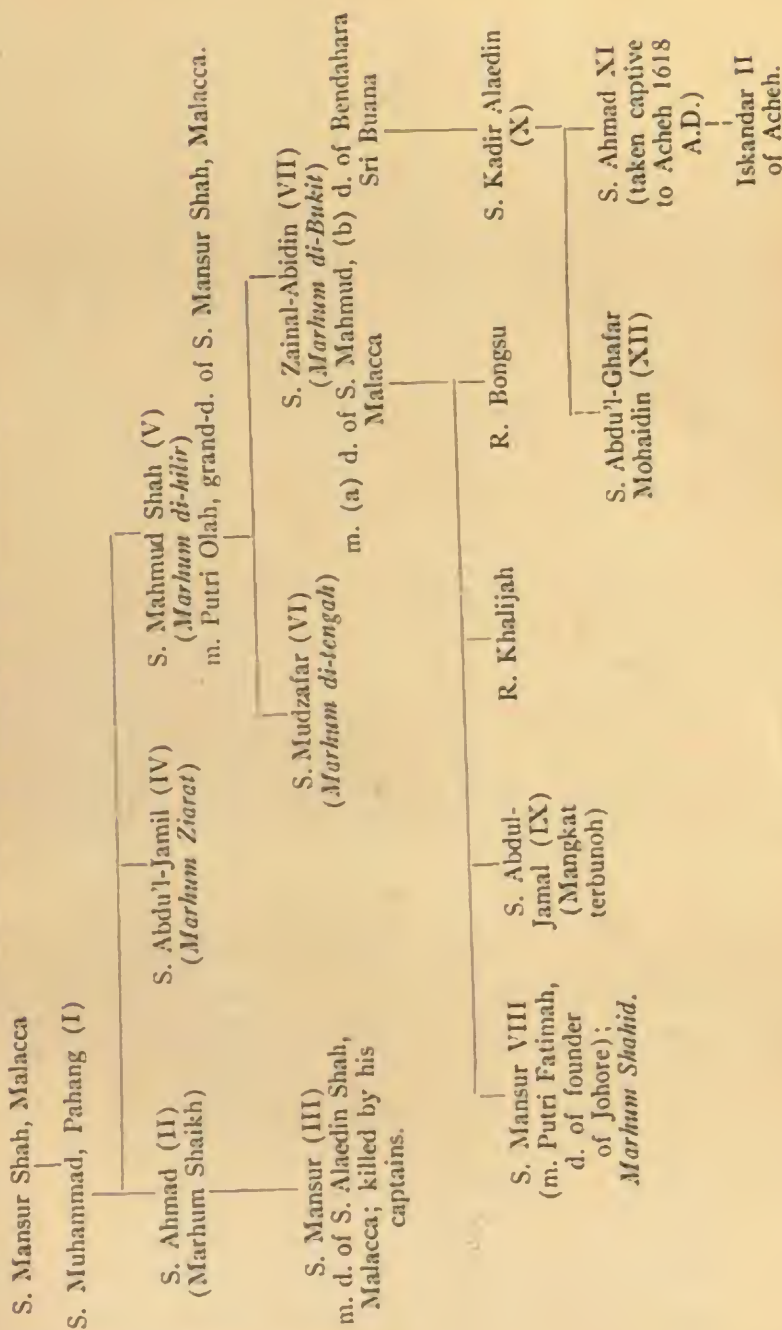 S. Mansur Shah, Malacca
S. Muhammad, Pahang (I)
S. Ahmad (II)
(Marhum Shaikh)
S. Abdu'l-Jamil (IV)
(Marhum Ziarat)
S. Mahmud Shah (V)
(Marhum di-hilir)
m. Putri Olah, grand-d. of S. Mansur Shah, Malacca.
S. Mansur (III)
m. d. of S. Alaedin Shah,
Malacca; killed by his
captains.
S. Mudzafar (VI)
(Marhum di-tengah)
S. Zainal-Abidin (VII)
(Marhum di-Bukit)
m. (a) d. of S. Mahmud, (b) d. of Bendahara
Malacca
Sri Buana
S. Mansur VIII
(m. Putri Fatimah,
d. of founder
of Johore);
Marhum Shahid.
S. Abdul-
Jamal (IX)
(Mangkat
terbunoh)
R. Khalijah
R. Bongsu
S. Kadir Alaedin
(X)
S. Abdu'l-Ghafar
Mohaidin (XII)
S. Ahmad XI
(taken captive
to Acheh 1618
A.D.)
Iskandar II
of Acheh.